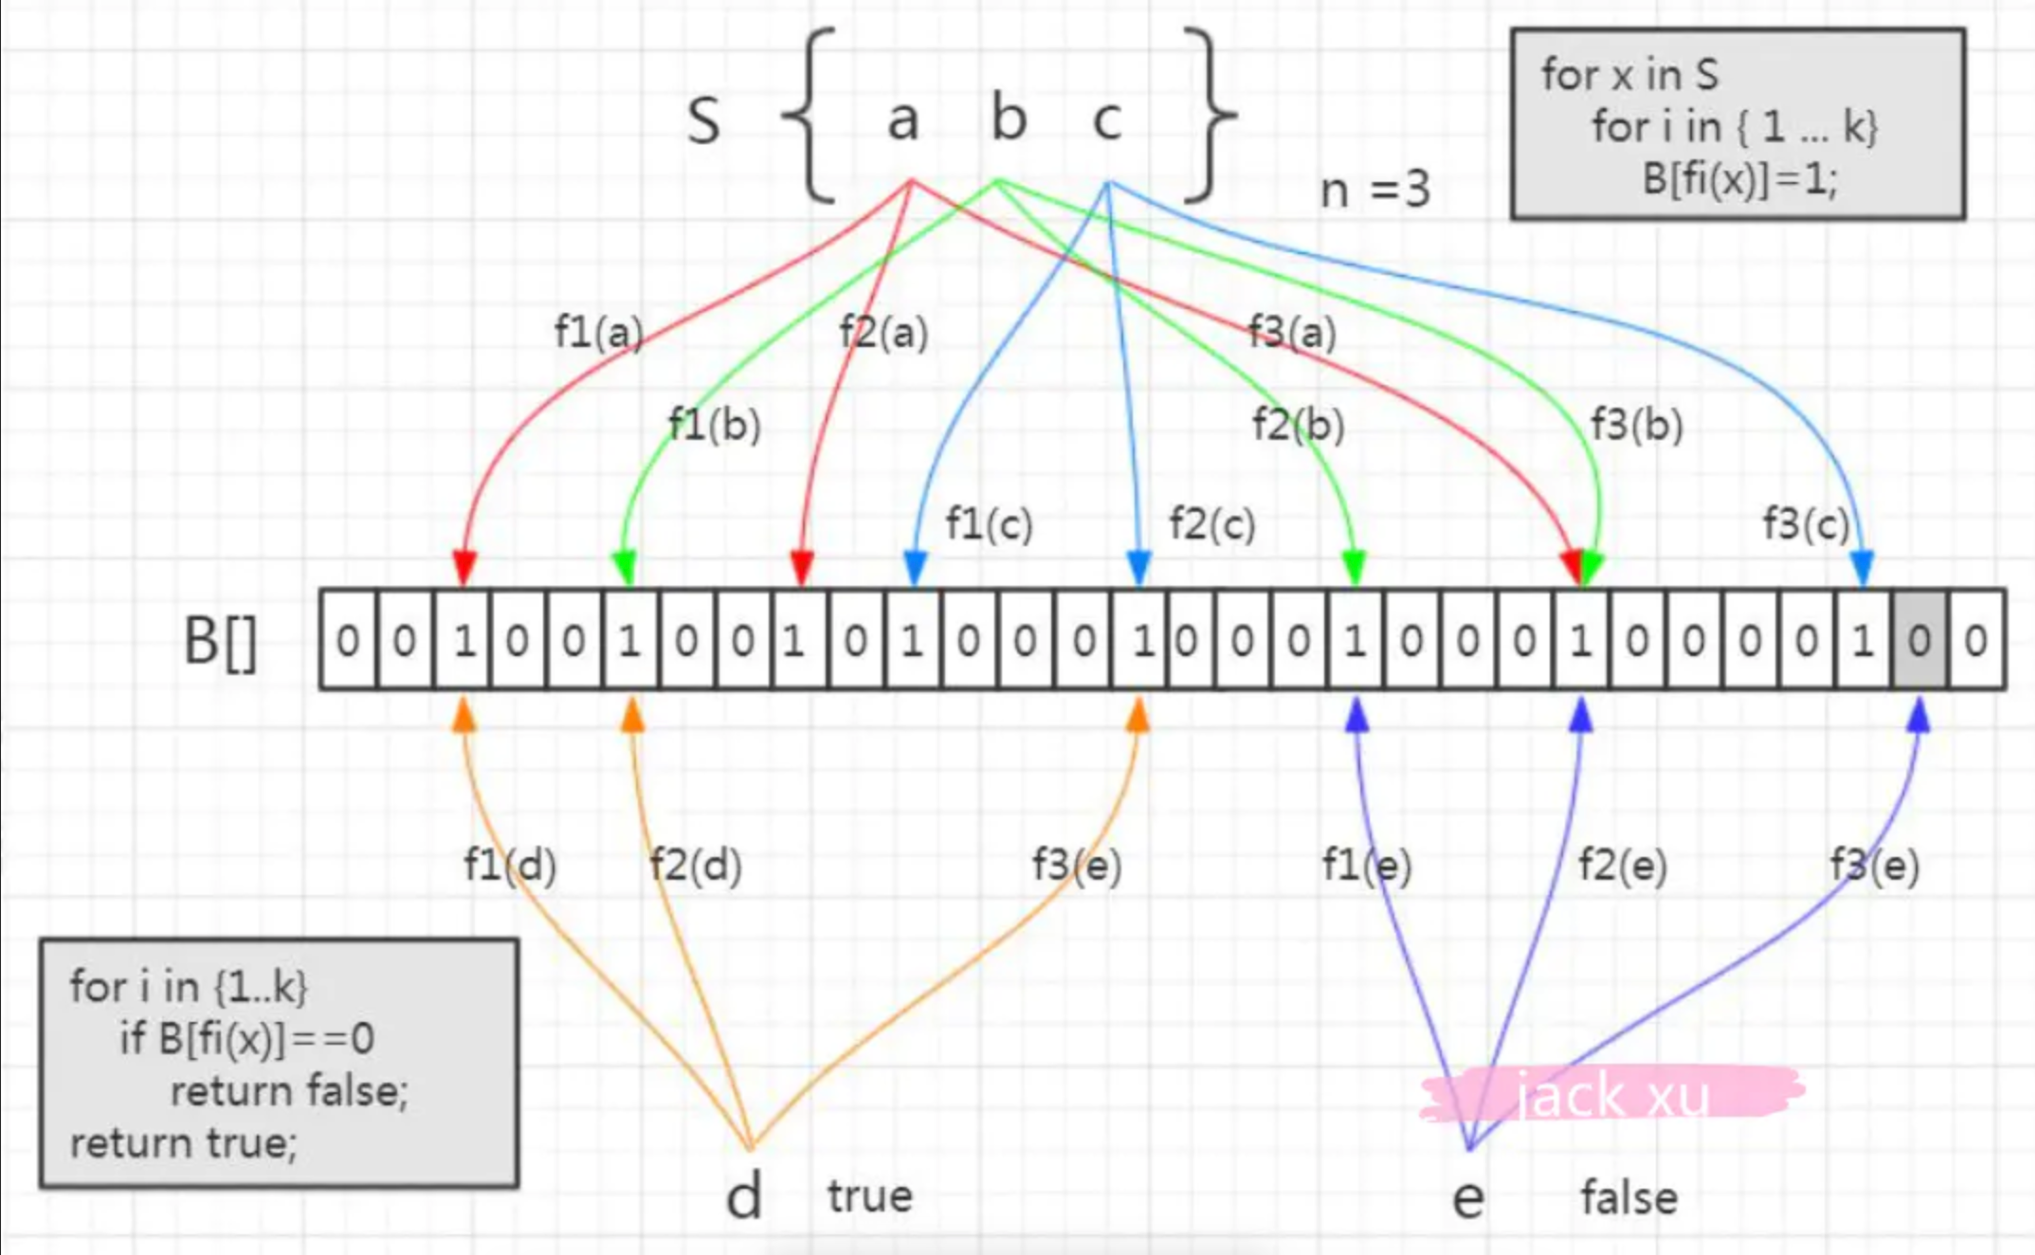 S { a b c }
n =3
for x in S
for i in { 1 ... k}
B[fi(x)]=1;
f1(a) f2(a) f3(a)
f1(b) f2(b) f3(b)
f1(c) f2(c) f3(c)
B[] 0 0 1 0 0 1 0 0 1 0 1 0 0 0 1 0 0 0 1 0 0 0 1 0 0 0 0 1 0 0
f1(d) f2(d) f3(e) f1(e) f2(e) f3(e)
for i in {1..k}
if B[fi(x)]==0
return false;
return true;
jack xu
d true
e false